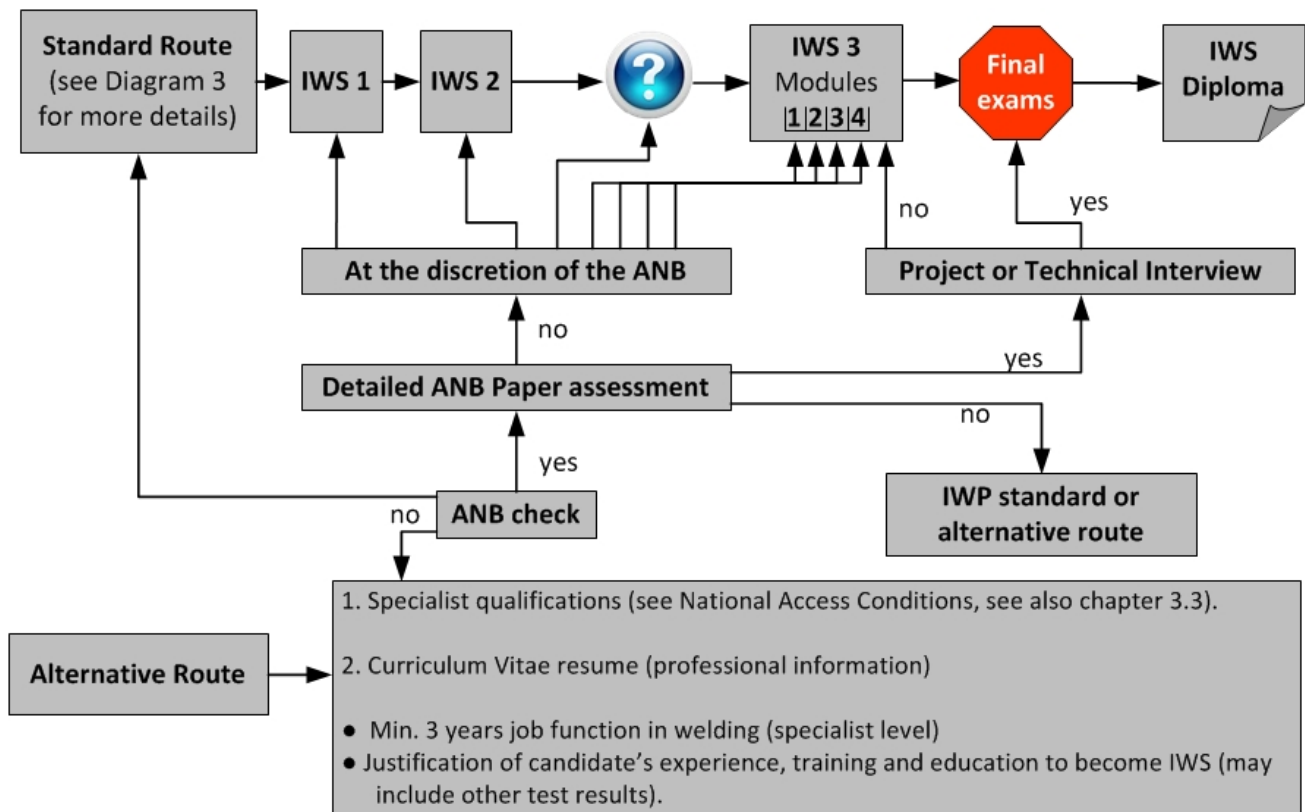 Standard Route
(see Diagram 3
for more details)
IWS 1
IWS 2
?
IWS 3
Modules
1 2 3 4
Final
exams
IWS
Diploma
no
yes
At the discretion of the ANB
Project or Technical Interview
no
yes
Detailed ANB Paper assessment
no
yes
IWP standard or
alternative route
no
ANB check
1. Specialist qualifications (see National Access Conditions, see also chapter 3.3).
Alternative Route
2. Curriculum Vitae resume (professional information)
● Min. 3 years job function in welding (specialist level)
● Justification of candidate’s experience, training and education to become IWS (may
include other test results).